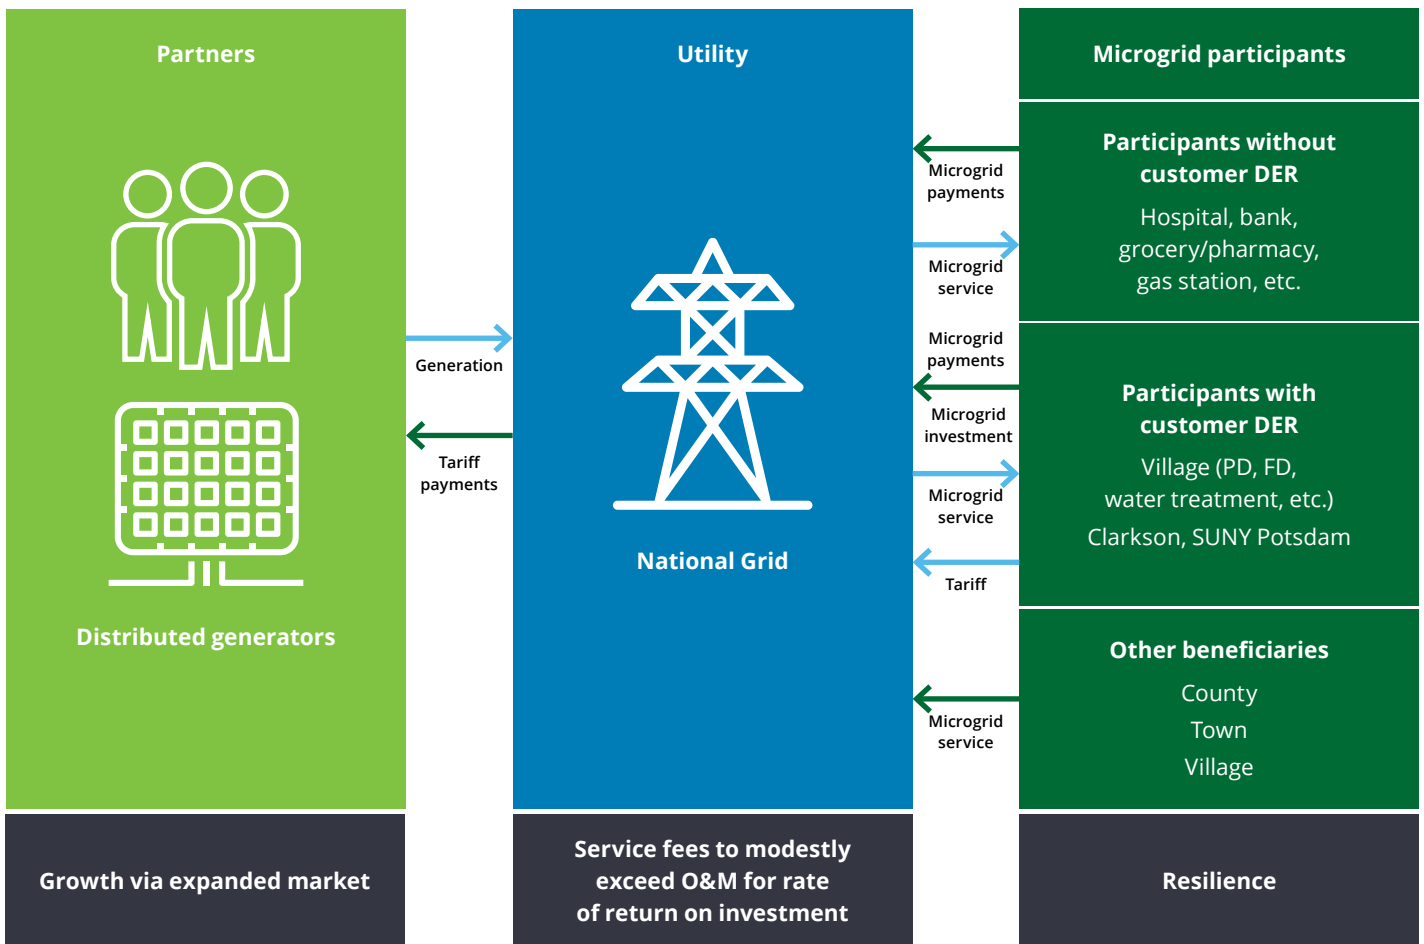 Partners
Distributed generators
Growth via expanded market
Generation
Tariff
payments
Utility
National Grid
Service fees to modestly
exceed O&M for rate
of return on investment
Microgrid
payments
Microgrid
service
Microgrid
payments
Microgrid
investment
Microgrid
service
Tariff
Microgrid
service
Microgrid participants
Participants without
customer DER
Hospital, bank,
grocery/pharmacy,
gas station, etc.
Participants with
customer DER
Village (PD, FD,
water treatment, etc.)
Clarkson, SUNY Potsdam
Other beneficiaries
County
Town
Village
Resilience